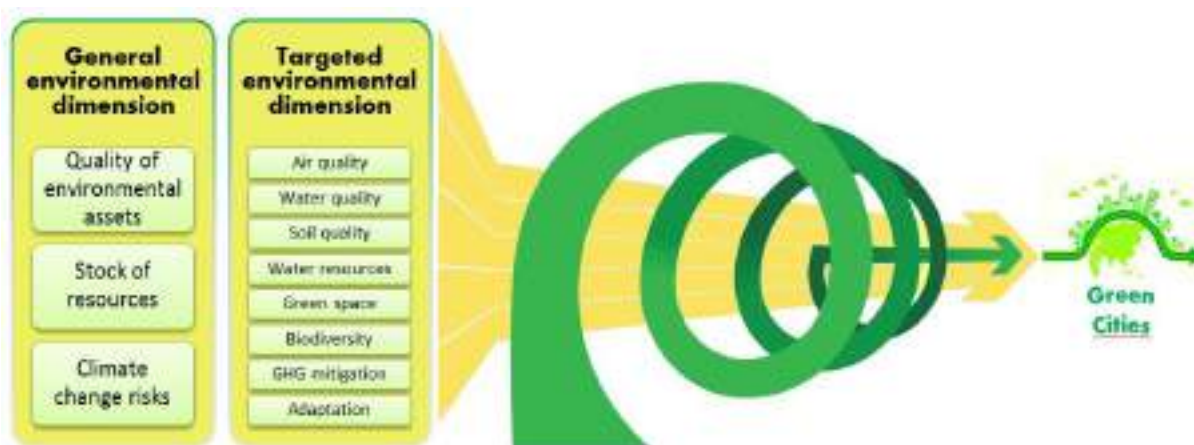 General
environmental
dimension
Quality of
environmental
assets
Stock of
resources
Climate
change risks
Targeted
environmental
dimension
Air quality
Water quality
Soil quality
Water resources
Green space
Biodiversity
GHG mitigation
Adaptation
Green
Cities